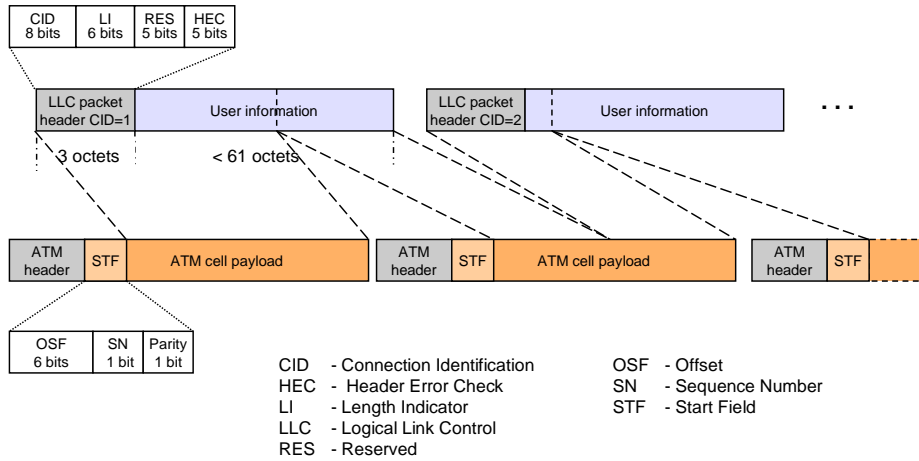 CID LI RES HEC
8 bits 6 bits 5 bits 5 bits
LLC packet header CID=1
User information
LLC packet header CID=2
User information
. . .
3 octets
< 61 octets
ATM header
STF
ATM cell payload
ATM header
STF
ATM cell payload
ATM header
STF
OSF SN Parity
6 bits 1 bit 1 bit
CID - Connection Identification
HEC - Header Error Check
LI - Length Indicator
LLC - Logical Link Control
RES - Reserved
OSF - Offset
SN - Sequence Number
STF - Start Field